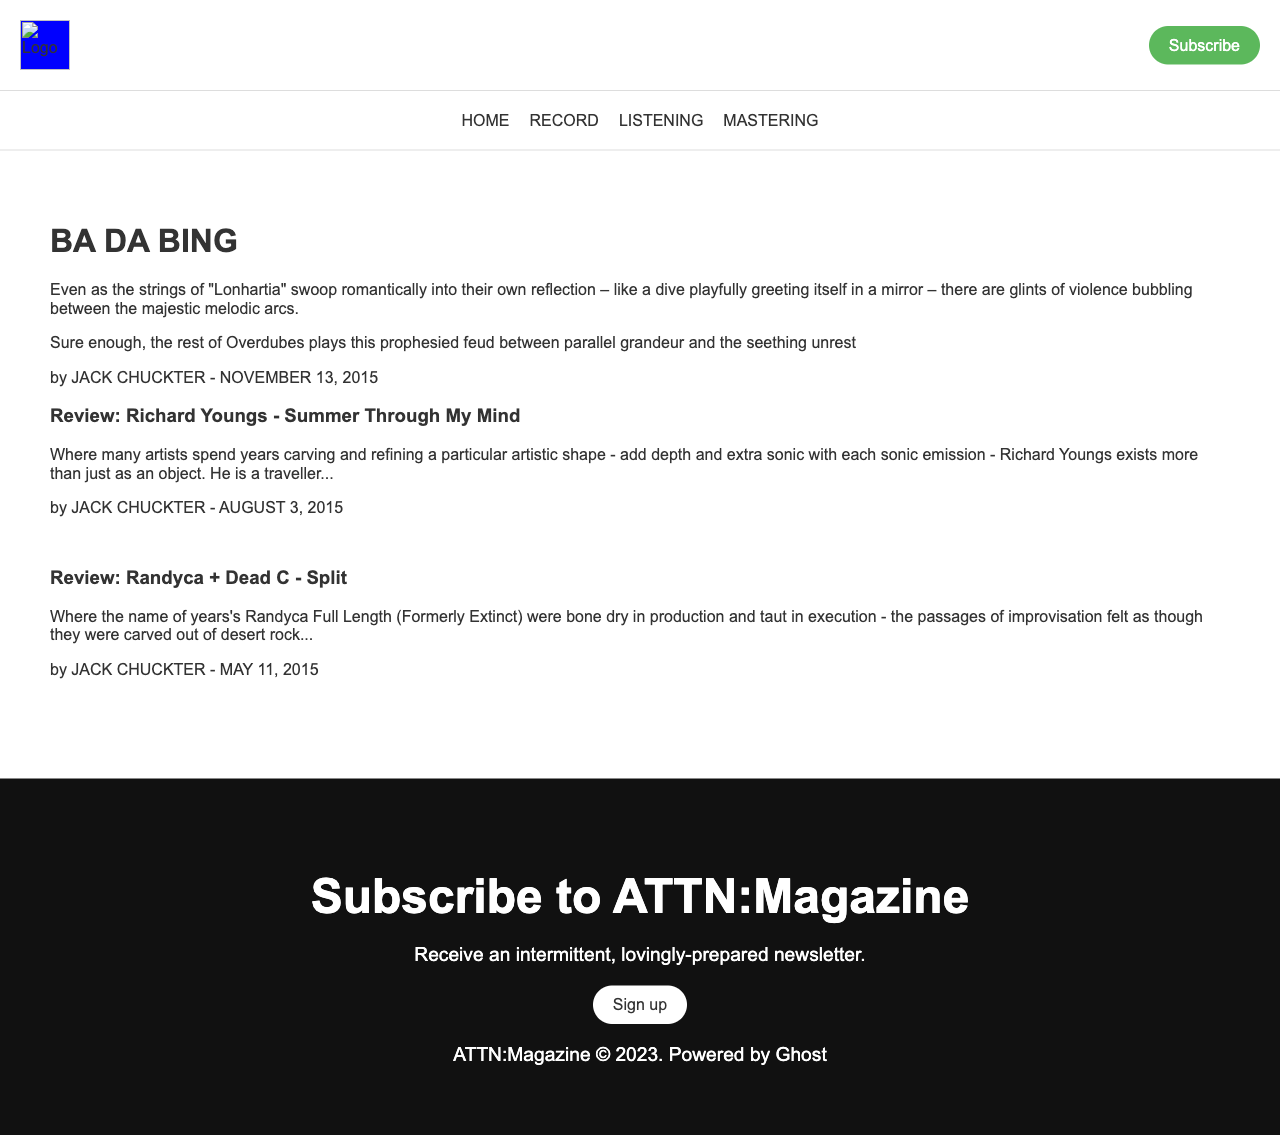 Logo
Subscribe
HOME RECORD LISTENING MASTERING
BA DA BING
Even as the strings of "Lonhartia" swoop romantically into their own reflection – like a dive playfully greeting itself in a mirror – there are glints of violence bubbling
between the majestic melodic arcs.
Sure enough, the rest of Overdubes plays this prophesied feud between parallel grandeur and the seething unrest
by JACK CHUCKTER - NOVEMBER 13, 2015
Review: Richard Youngs - Summer Through My Mind
Where many artists spend years carving and refining a particular artistic shape - add depth and extra sonic with each sonic emission - Richard Youngs exists more
than just as an object. He is a traveller...
by JACK CHUCKTER - AUGUST 3, 2015
Review: Randyca + Dead C - Split
Where the name of years's Randyca Full Length (Formerly Extinct) were bone dry in production and taut in execution - the passages of improvisation felt as though
they were carved out of desert rock...
by JACK CHUCKTER - MAY 11, 2015
Subscribe to ATTN:Magazine
Receive an intermittent, lovingly-prepared newsletter.
Sign up
ATTN:Magazine © 2023. Powered by Ghost